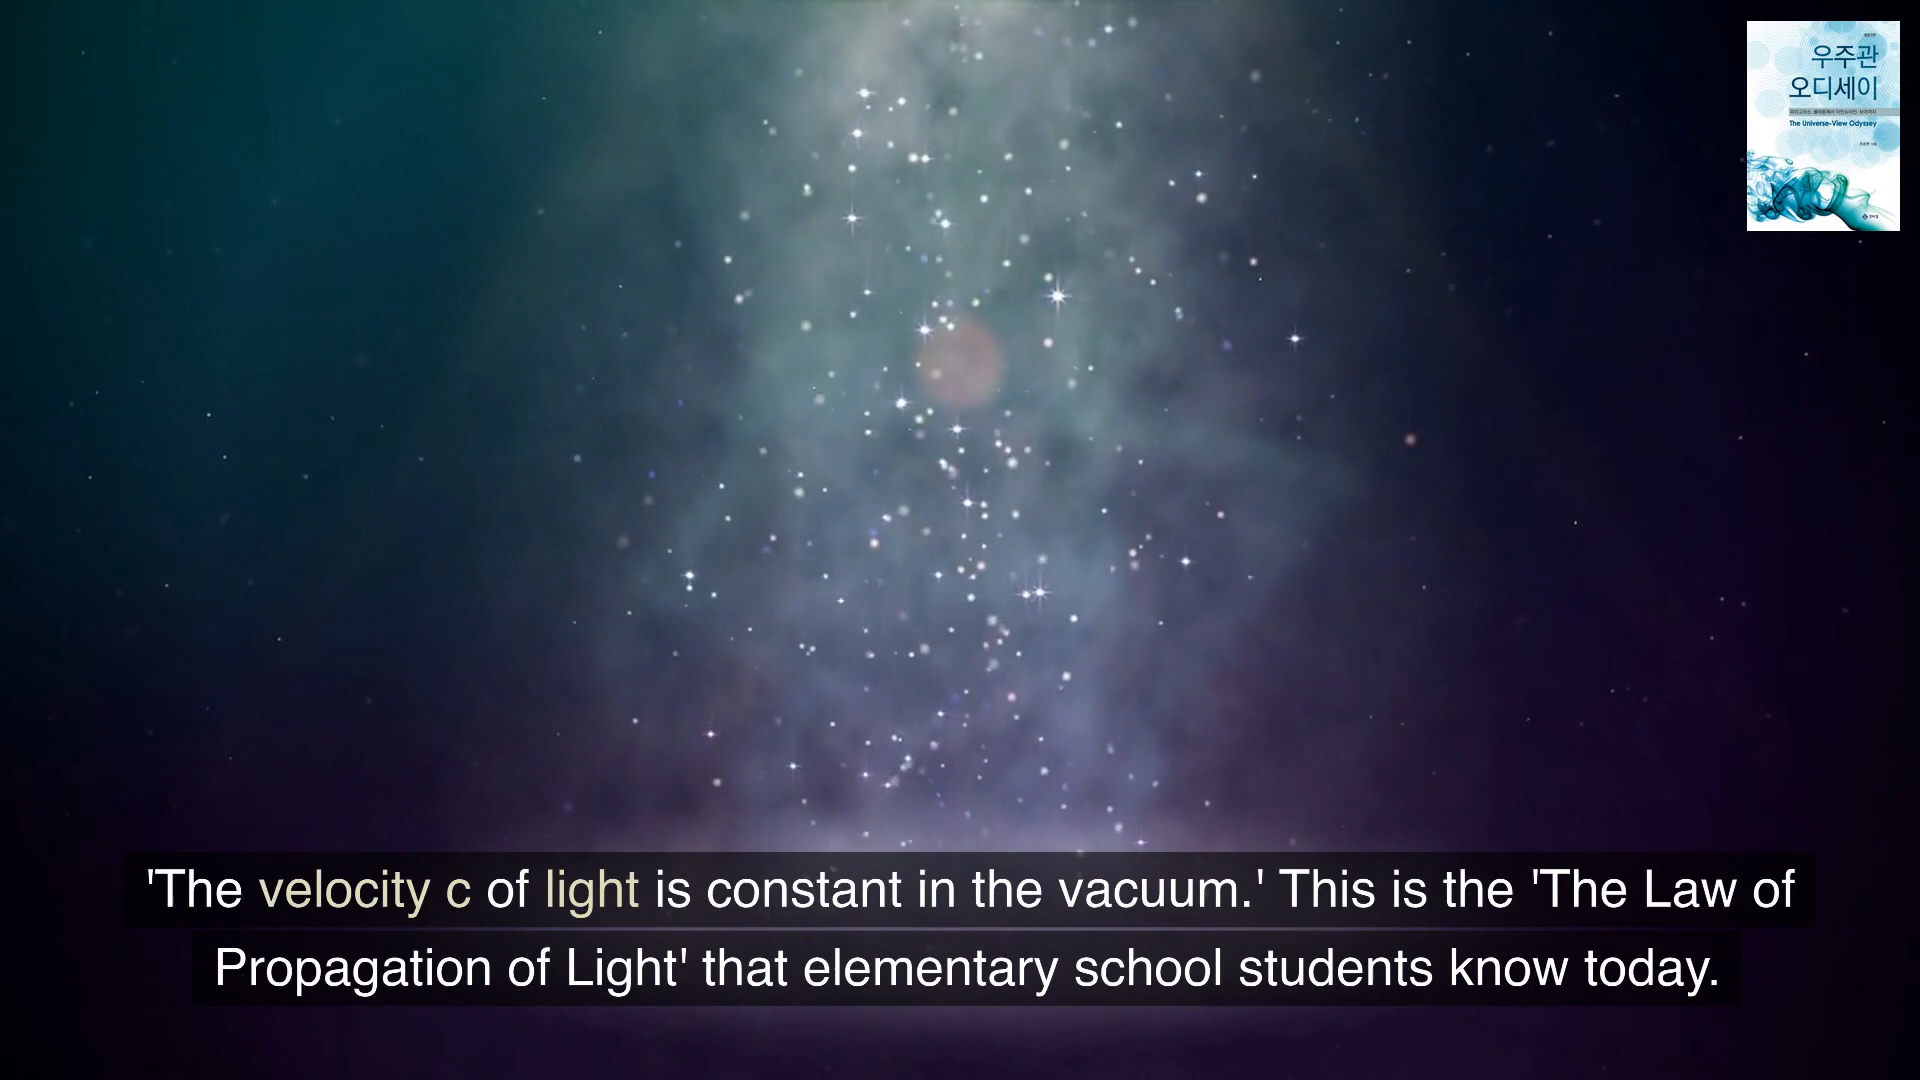 우주관
오디세이
The Universe-View Odyssey
'The velocity c of light is constant in the vacuum.' This is the 'The Law of
Propagation of Light' that elementary school students know today.